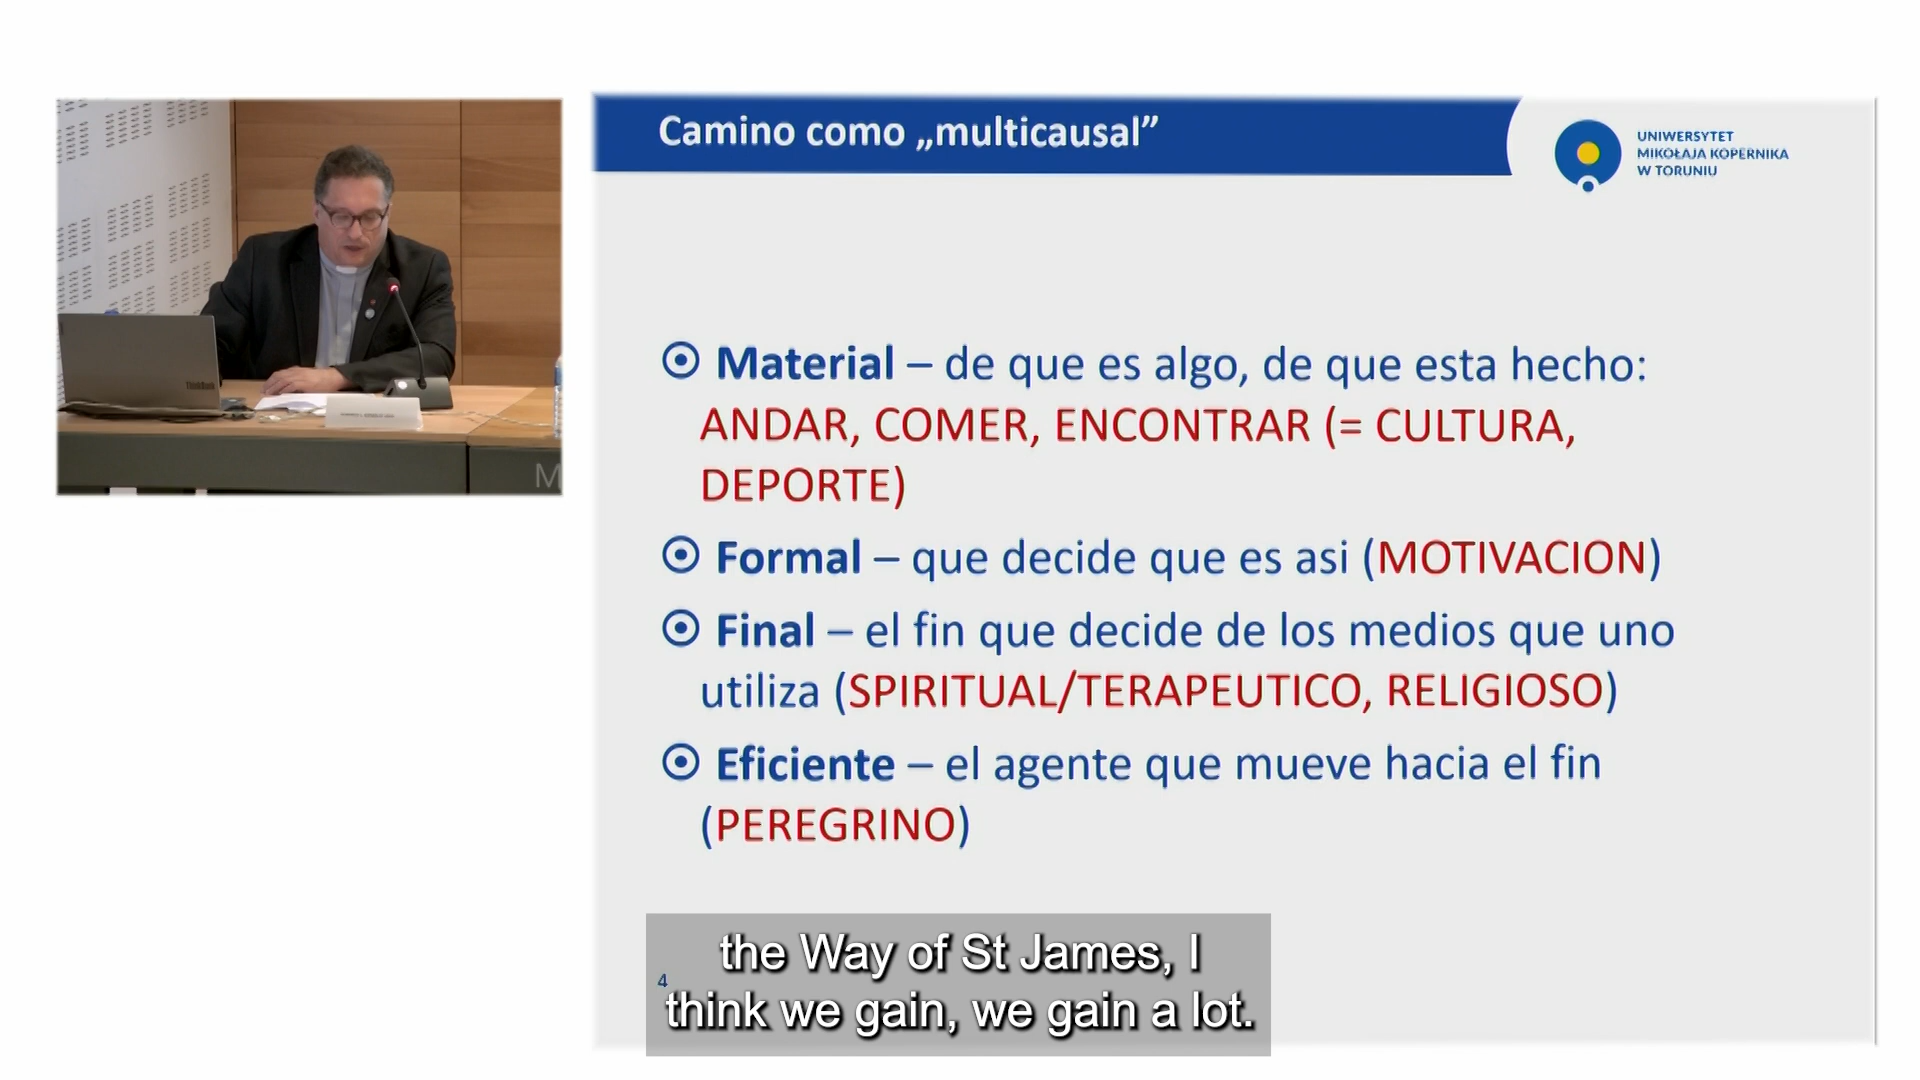 Camino como „multicausal”
UNIWERSYTET
MIKOŁAJA KOPERNIKA
W TORUNIU
Material – de que es algo, de que esta hecho:
ANDAR, COMER, ENCONTRAR (= CULTURA,
DEPORTE)
Formal – que decide que es asi (MOTIVACION)
Final – el fin que decide de los medios que uno
utiliza (SPIRITUAL/TERAPEUTICO, RELIGIOSO)
Eficiente – el agente que mueve hacia el fin
(PEREGRINO)
4
the Way of St James, I
think we gain, we gain a lot.
ThinkBook
M